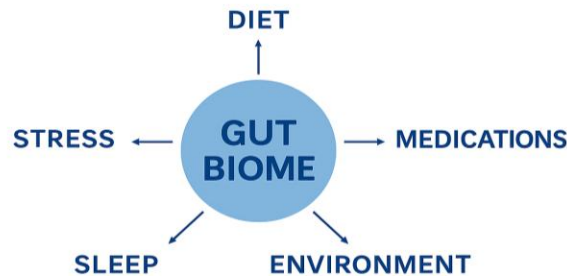 DIET
STRESS
GUT
BIOME
MEDICATIONS
SLEEP
ENVIRONMENT